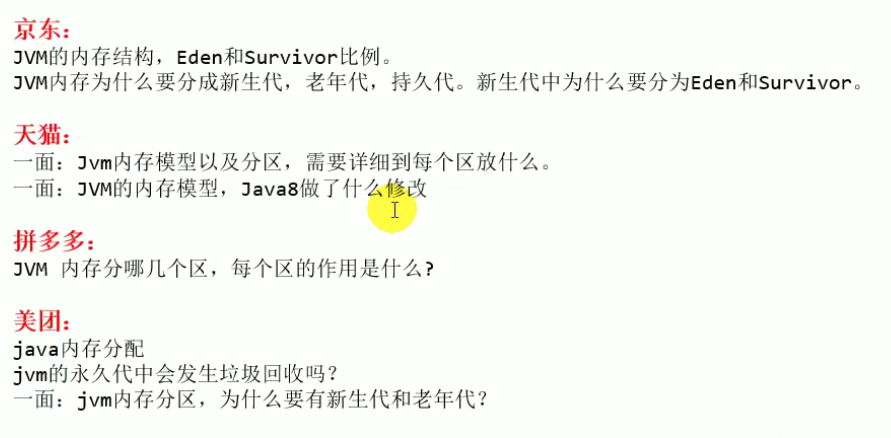 京东：
JVM的内存结构，Eden和Survivor比例。
JVM内存为什么要分成新生代，老年代，持久代。新生代中为什么要分为Eden和Survivor。
天猫：
一面：Jvm内存模型以及分区，需要详细到每个区放什么。
一面：JVM的内存模型，Java8做了什么修改
拼多多：
JVM 内存分哪几个区，每个区的作用是什么?
美团：
java内存分配
jvm的永久代中会发生垃圾回收吗？
一面：jvm内存分区，为什么要有新生代和老年代？